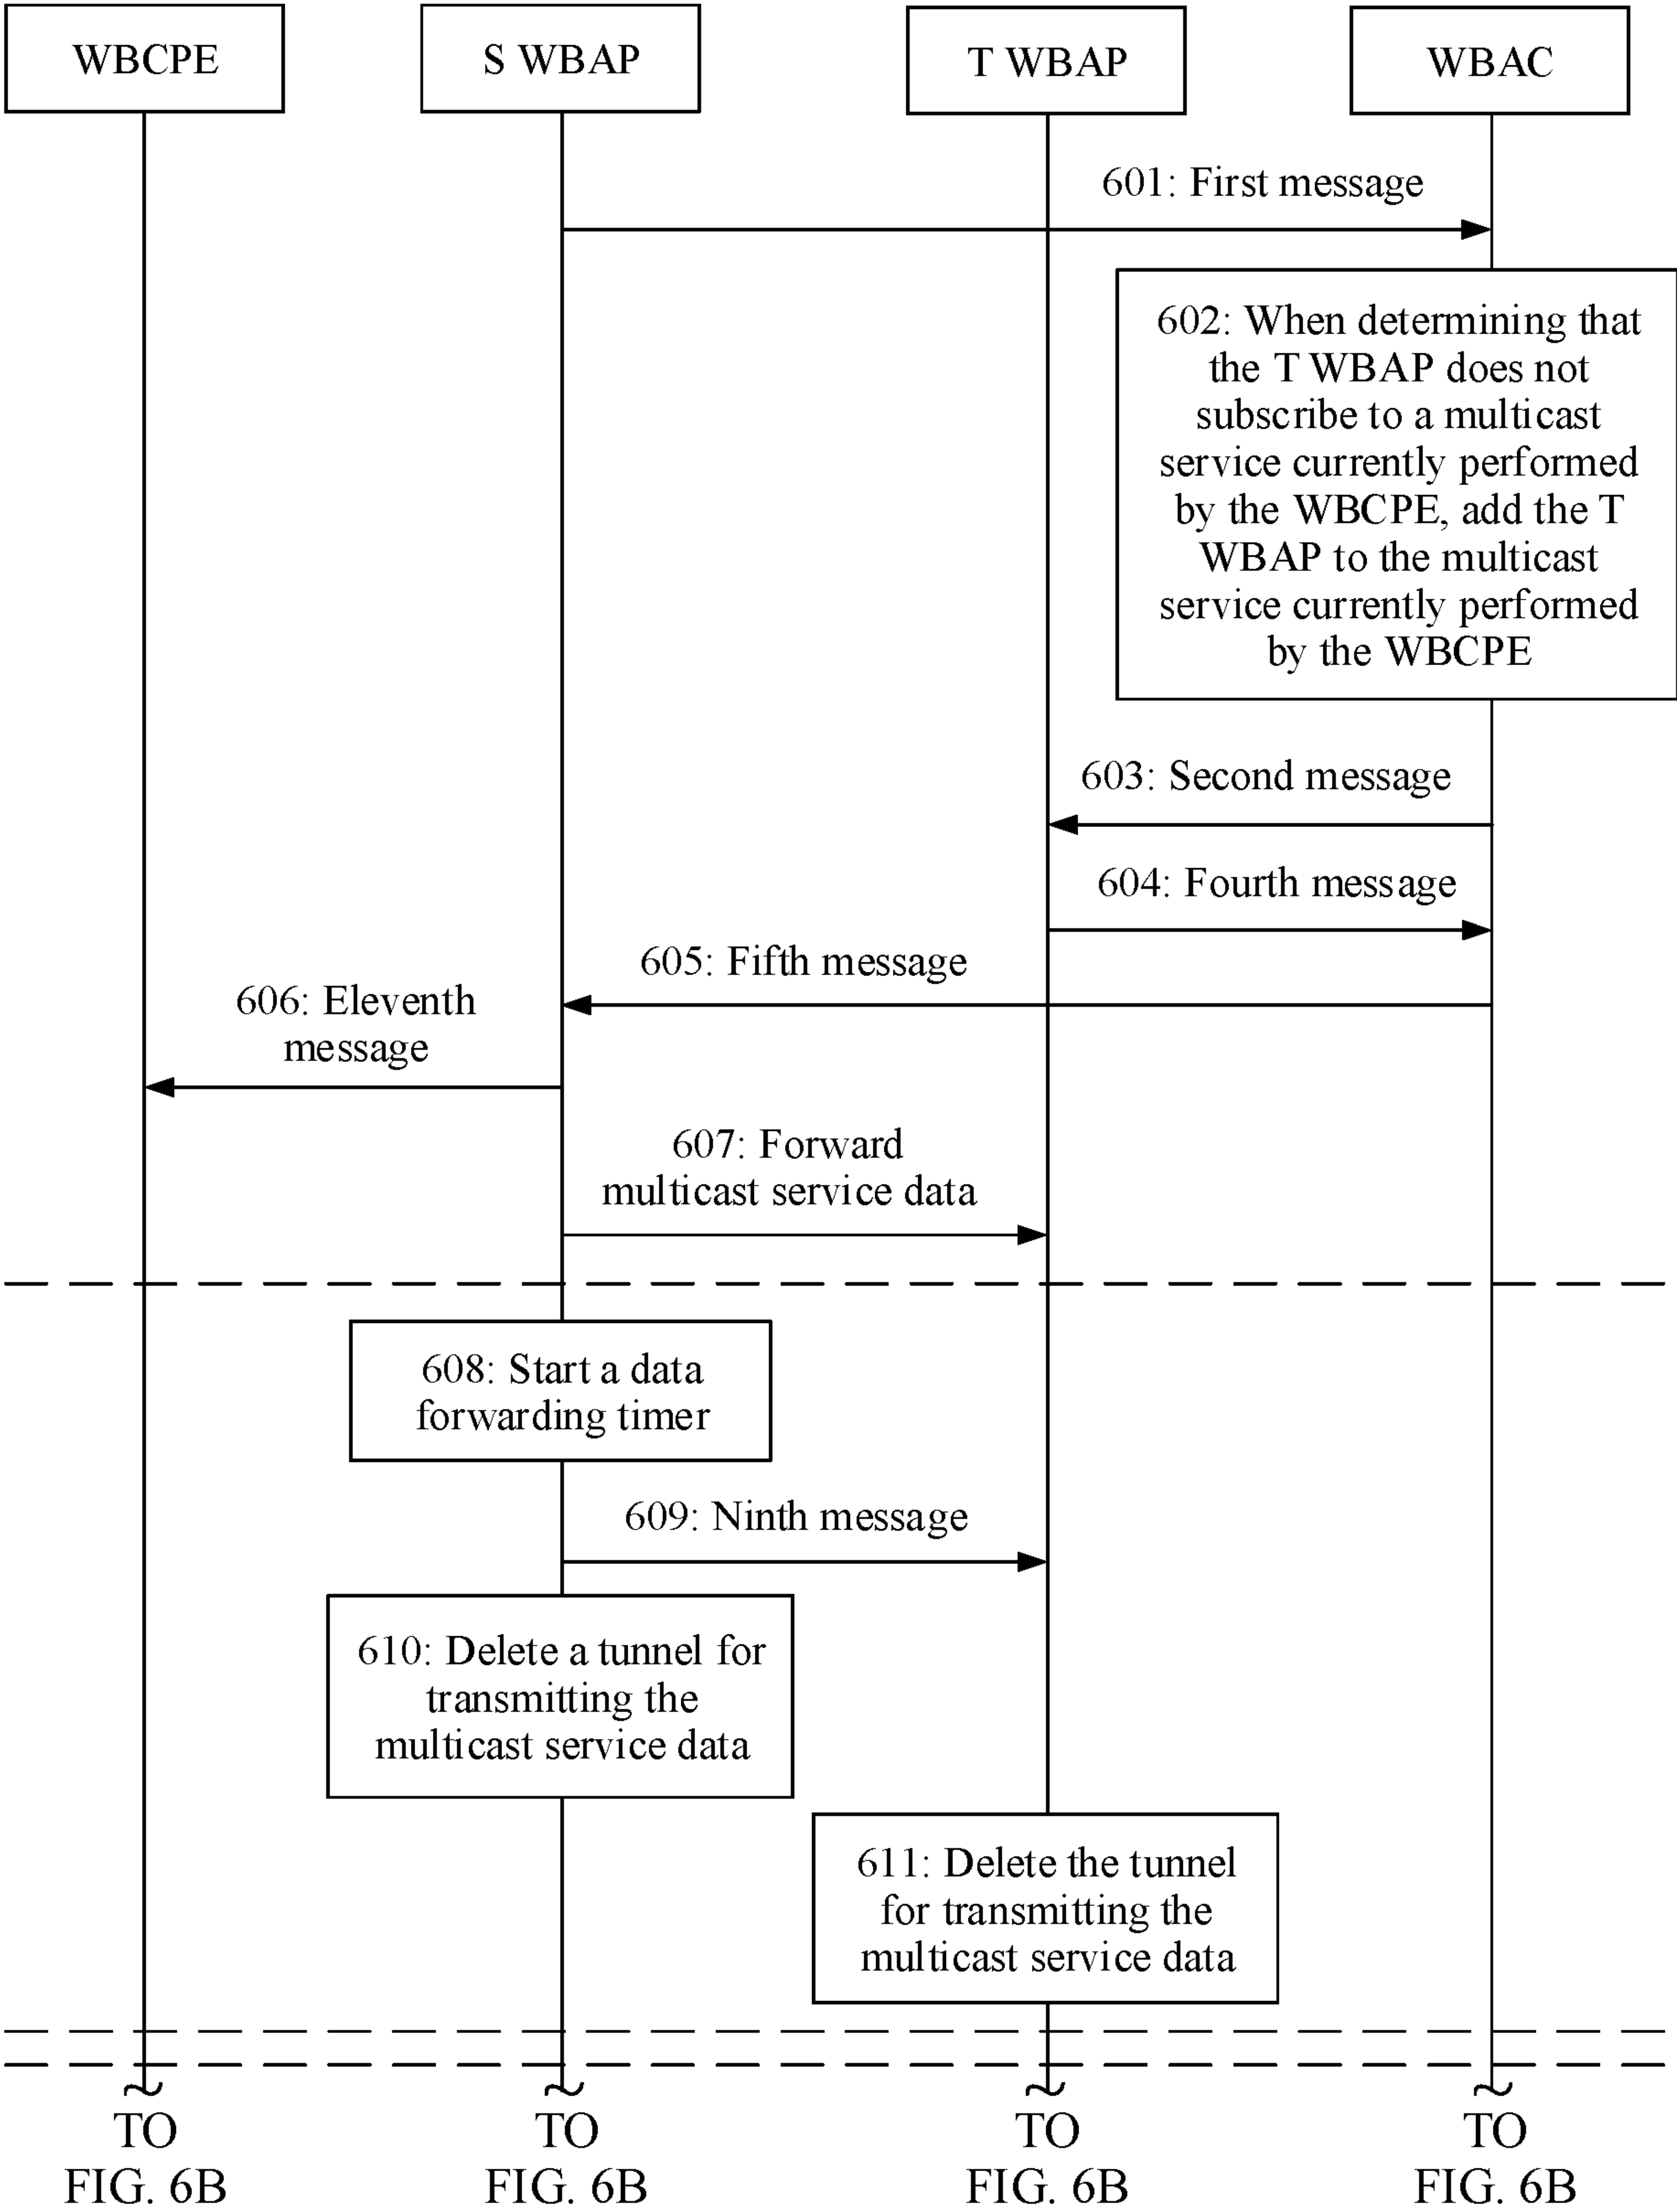 WBCPE
S WBAP
T WBAP
WBAC
601: First message
602: When determining that
the T WBAP does not
subscribe to a multicast
service currently performed
by the WBCPE, add the T
WBAP to the multicast
service currently performed
by the WBCPE
603: Second message
604: Fourth message
605: Fifth message
606: Eleventh
message
607: Forward
multicast service data
608: Start a data
forwarding timer
609: Ninth message
610: Delete a tunnel for
transmitting the
multicast service data
611: Delete the tunnel
for transmitting the
multicast service data
TO
FIG. 6B
TO
FIG. 6B
TO
FIG. 6B
TO
FIG. 6B